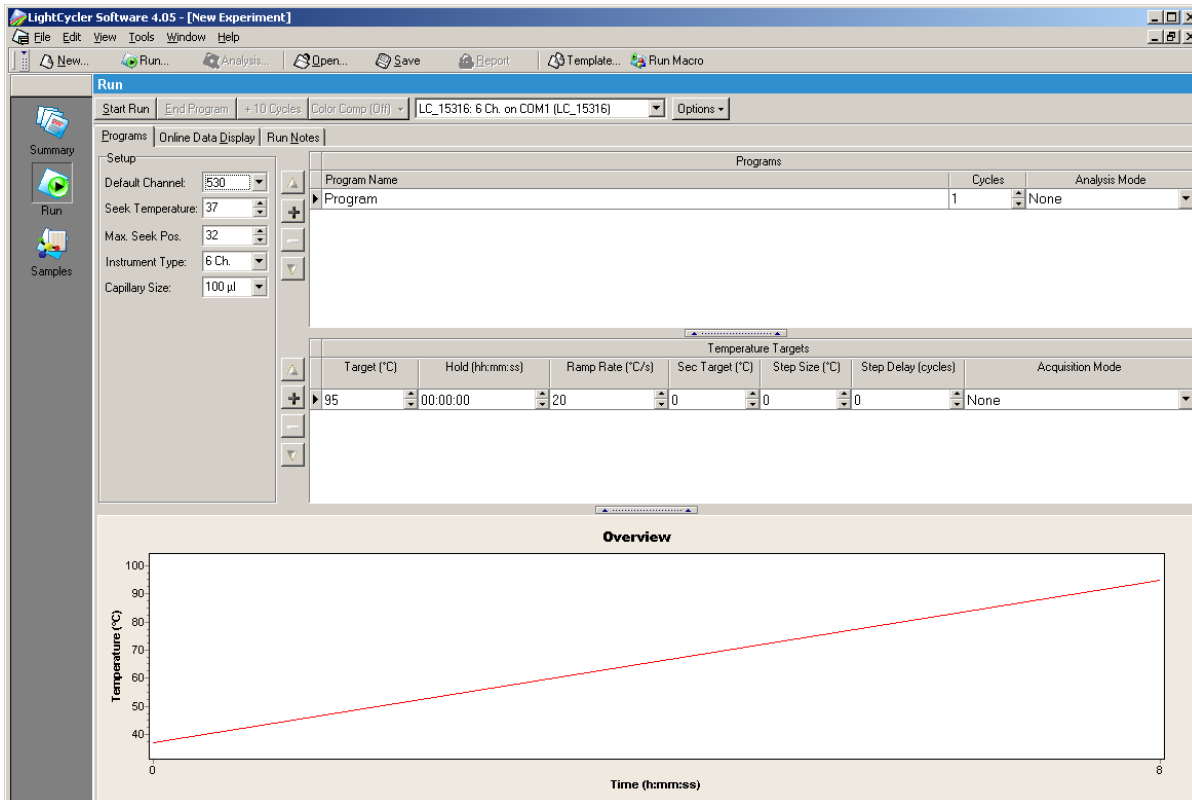 LightCycler Software 4.05 - [New Experiment]
File Edit View Tools Window Help
New... Run... Analysis... Open... Save Report Template... Run Macro
Run
Start Run End Program + 10 Cycles Color Comp (Off) LC_15316: 6 Ch. on COM1 (LC_15316) Options
Programs Online Data Display Run Notes
Summary
Run
Samples
Setup
Default Channel: 530
Seek Temperature: 37
Max. Seek Pos. 32
Instrument Type: 6 Ch.
Capillary Size: 100 µl
Programs
Program Name Cycles Analysis Mode
Program 1 None
Temperature Targets
Target (°C) Hold (hh:mm:ss) Ramp Rate (°C/s) Sec Target (°C) Step Size (°C) Step Delay (cycles) Acquisition Mode
95 00:00:00 20 0 0 0 None
Overview
Temperature (°C)
100
90
80
70
60
50
40
0 8
Time (h:mm:ss)